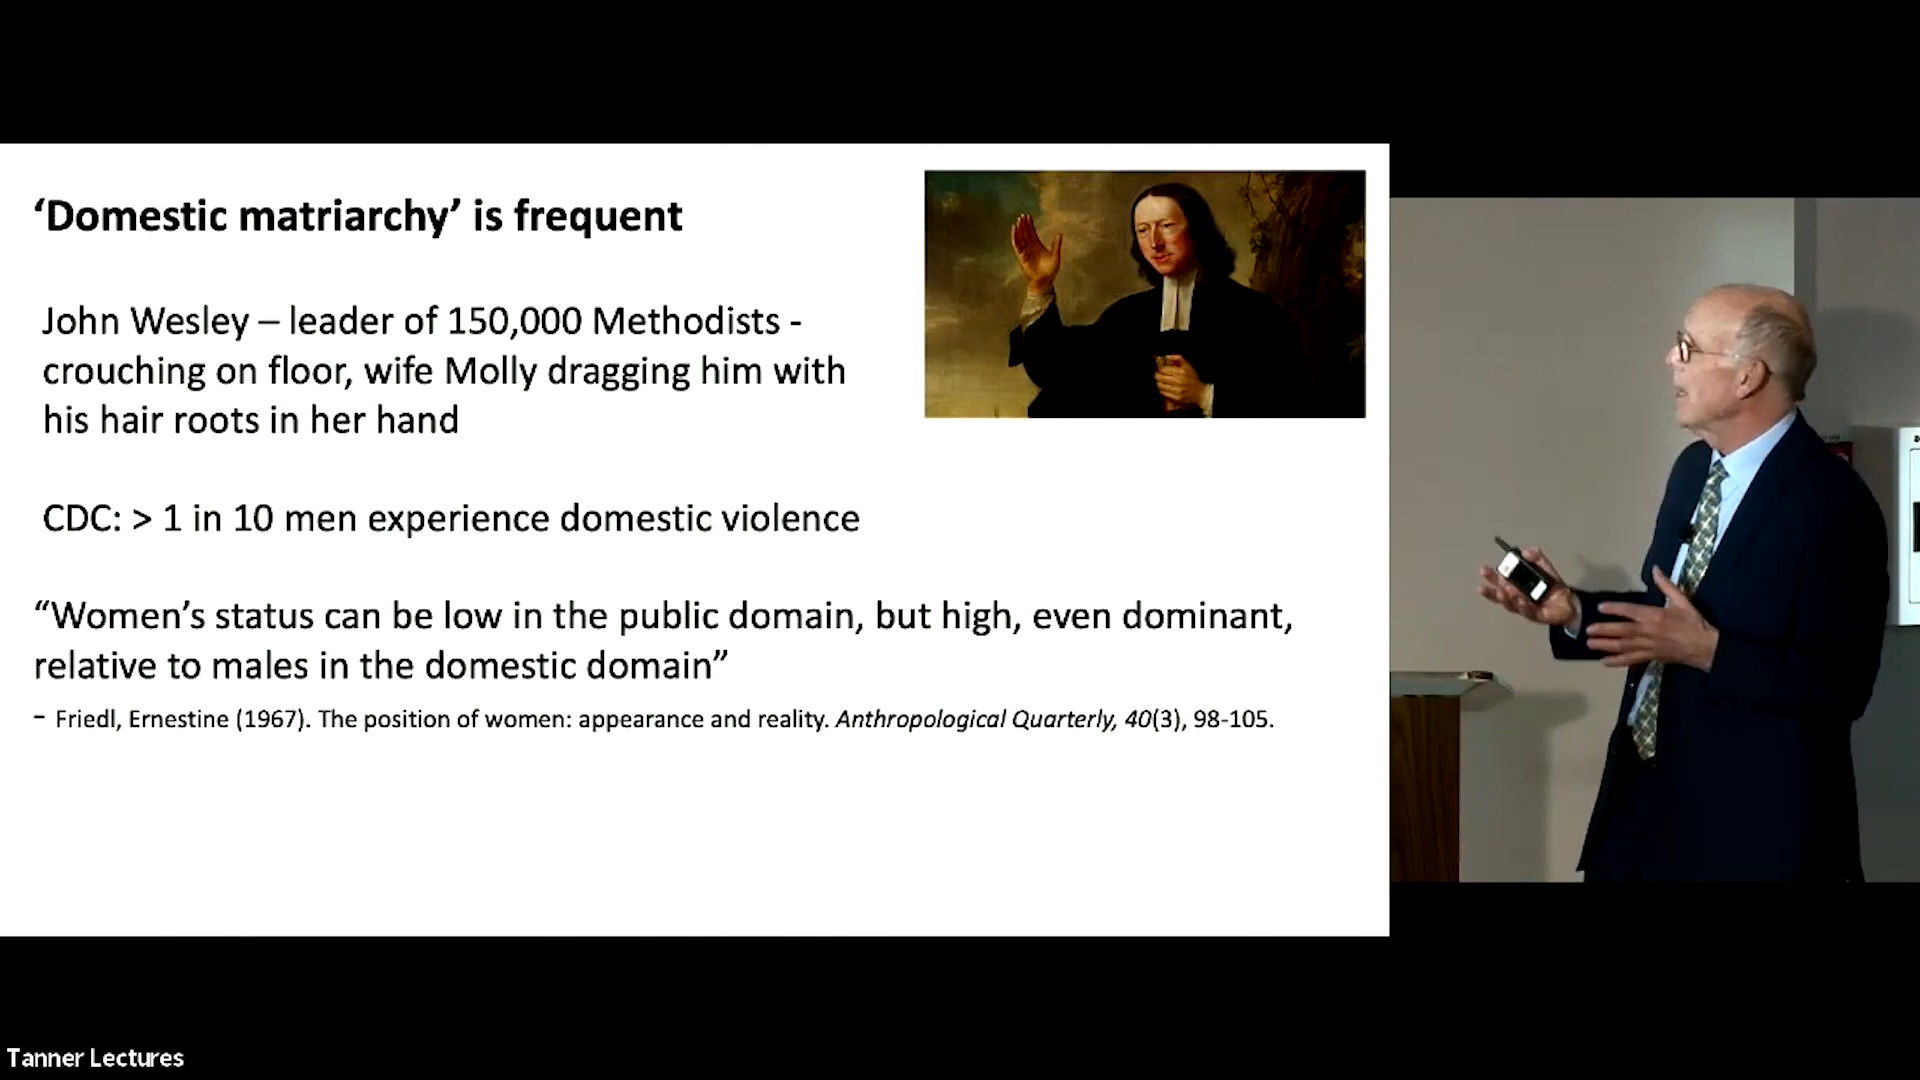 ‘Domestic matriarchy’ is frequent
John Wesley – leader of 150,000 Methodists -
crouching on floor, wife Molly dragging him with
his hair roots in her hand
CDC: > 1 in 10 men experience domestic violence
“Women’s status can be low in the public domain, but high, even dominant,
relative to males in the domestic domain”
- Friedl, Ernestine (1967). The position of women: appearance and reality. Anthropological Quarterly, 40(3), 98-105.
Tanner Lectures